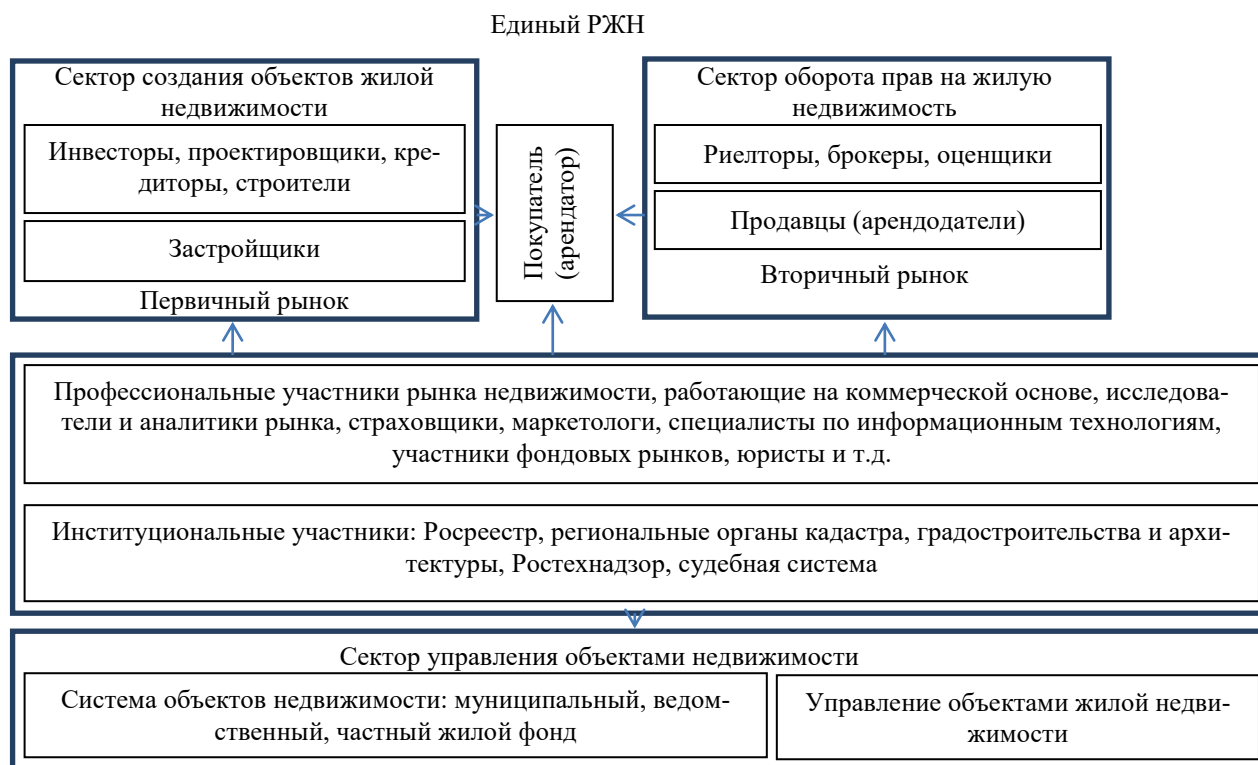 Единый РЖН
Сектор создания объектов жилой
недвижимости
Инвесторы, проектировщики, кре-
диторы, строители
Застройщики
Первичный рынок
Покупатель
(арендатор)
Сектор оборота прав на жилую
недвижимость
Риелторы, брокеры, оценщики
Продавцы (арендодатели)
Вторичный рынок
Профессиональные участники рынка недвижимости, работающие на коммерческой основе, исследова-
тели и аналитики рынка, страховщики, маркетологи, специалисты по информационным технологиям,
участники фондовых рынков, юристы и т.д.
Институциональные участники: Росреестр, региональные органы кадастра, градостроительства и архи-
тектуры, Ростехнадзор, судебная система
Сектор управления объектами недвижимости
Система объектов недвижимости: муниципальный, ведом-
ственный, частный жилой фонд
Управление объектами жилой недви-
жимости